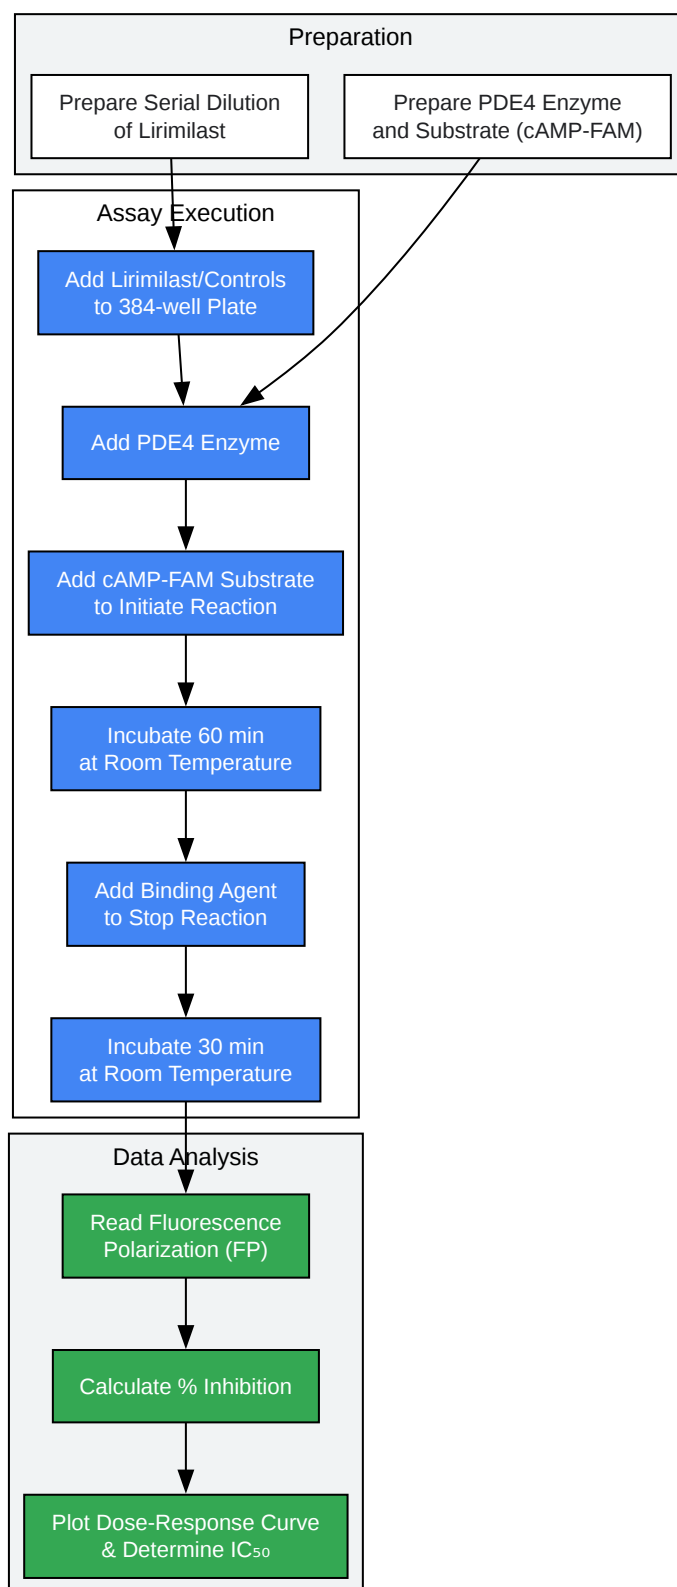 Preparation
Prepare Serial Dilution
of Lirimilast
Prepare PDE4 Enzyme
and Substrate (cAMP-FAM)
Assay Execution
Add Lirimilast/Controls
to 384-well Plate
Add PDE4 Enzyme
Add cAMP-FAM Substrate
to Initiate Reaction
Incubate 60 min
at Room Temperature
Add Binding Agent
to Stop Reaction
Incubate 30 min
at Room Temperature
Data Analysis
Read Fluorescence
Polarization (FP)
Calculate % Inhibition
Plot Dose-Response Curve
& Determine IC₅₀